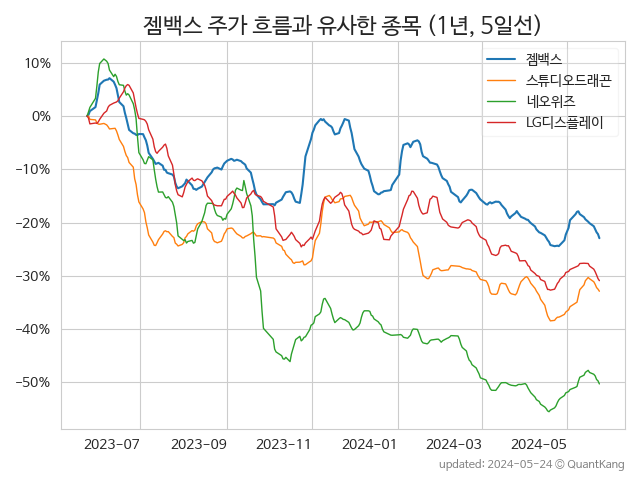 젬백스 주가 흐름과 유사한 종목 (1년, 5일선)
젬백스
스튜디오드래곤
네오위즈
LG디스플레이
10%
0%
−10%
−20%
−30%
−40%
−50%
2023−07
2023−09
2023−11
2024−01
2024−03
2024−05
updated: 2024-05-24 © QuantKang